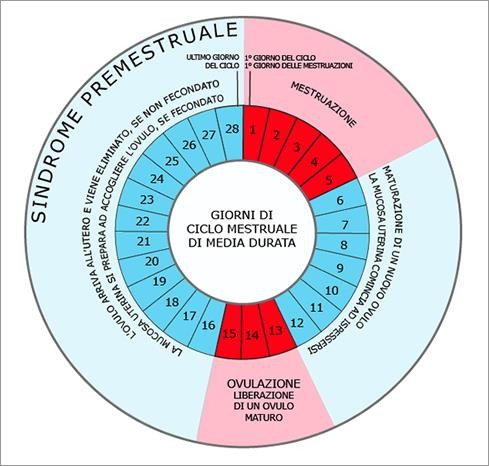 SINDROME PREMESTRUALE
ULTIMO GIORNO
DEL CICLO
1° GIORNO DEL CICLO
1° GIORNO DELLE MESTRUAZIONI
MESTRUAZIONE
L'OVULO ARRIVA ALL'UTERO E VIENE ELIMINATO, SE NON FECONDATO
LA MUCOSA UTERINA SI PREPARA AD ACCOGLIERE L'OVULO, SE FECONDATO
MATURAZIONE DI UN NUOVO OVULO
LA MUCOSA UTERINA COMINCIA AD ISPESSERSI
1
2
3
4
5
6
7
8
9
10
11
12
13
14
15
16
17
18
19
20
21
22
23
24
25
26
27
28
GIORNI DI
CICLO MESTRUALE
DI MEDIA DURATA
OVULAZIONE
LIBERAZIONE
DI UN OVULO
MATURO